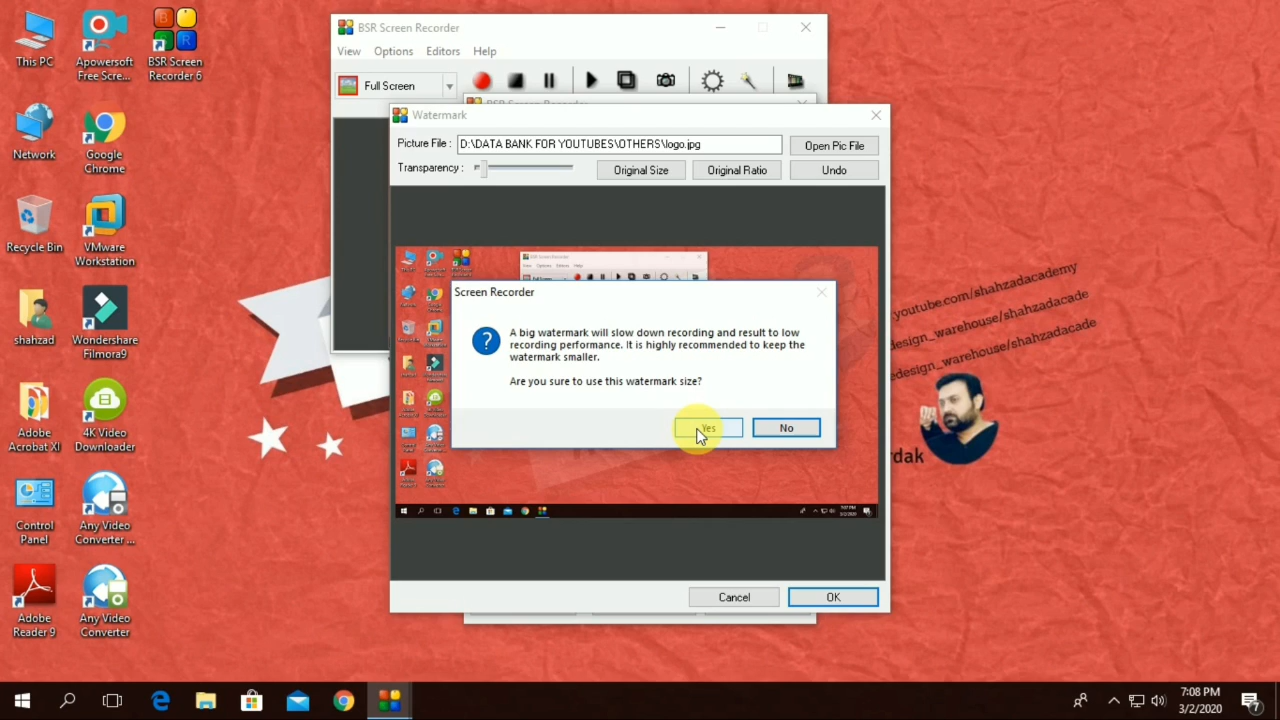 This PC
Apowersoft
Free Scre...
BSR Screen
Recorder 6
Network
Google
Chrome
Recycle Bin
VMware
Workstation
shahzad
Wondershare
Filmora9
Adobe
Acrobat XI
4K Video
Downloader
Control
Panel
Any Video
Converter ...
Adobe
Reader 9
Any Video
Converter
BSR Screen Recorder
View
Options
Editors
Help
Full Screen
Watermark
Picture File :
D:\DATA BANK FOR YOUTUBES\OTHERS\logo.jpg
Open Pic File
Transparency :
Original Size
Original Ratio
Undo
Screen Recorder
A big watermark will slow down recording and result to low
recording performance. It is highly recommended to keep the
watermark smaller.
Are you sure to use this watermark size?
Yes
No
Cancel
OK
.youtube.com/shahzadacademy
design_warehouse/shahzadacade
edesign_warehouse/shahzadacade
rdak
7:08 PM
3/2/2020
7